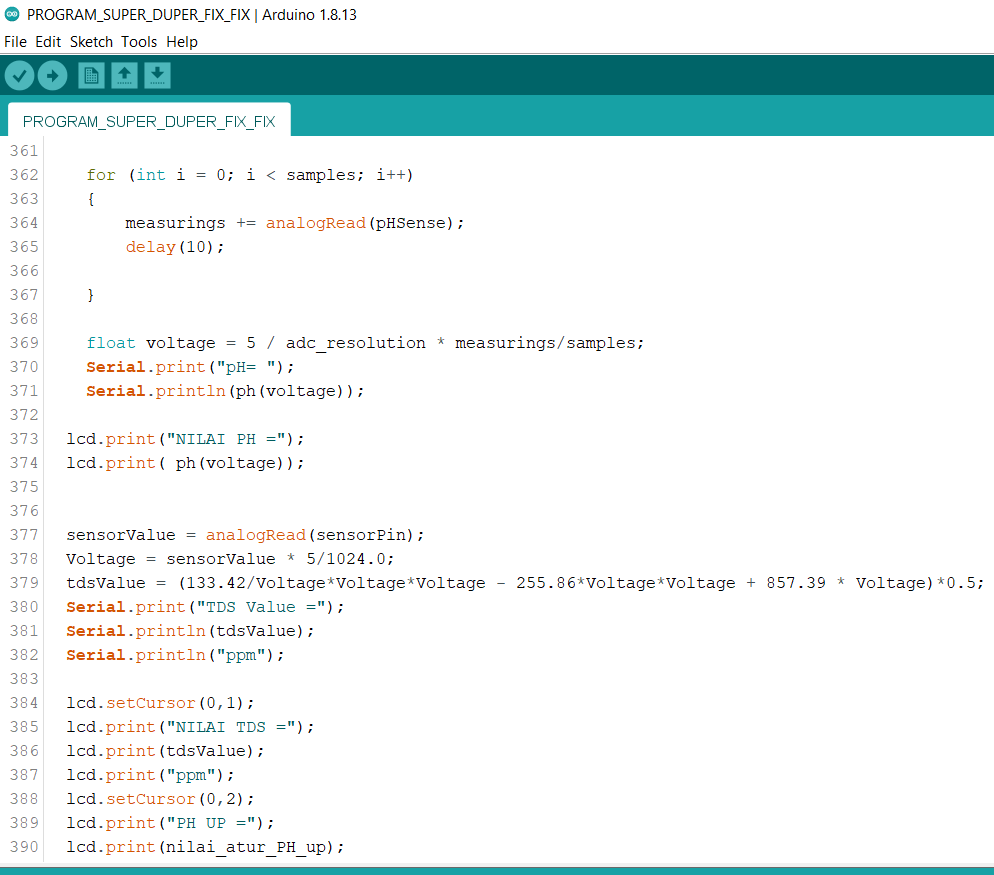 PROGRAM_SUPER_DUPER_FIX_FIX | Arduino 1.8.13
File Edit Sketch Tools Help
PROGRAM_SUPER_DUPER_FIX_FIX
361
362 for (int i = 0; i < samples; i++)
363 {
364 measurings += analogRead(pHSense);
365 delay(10);
366
367 }
368
369 float voltage = 5 / adc_resolution * measurings/samples;
370 Serial.print("pH= ");
371 Serial.println(ph(voltage));
372
373 lcd.print("NILAI PH =");
374 lcd.print( ph(voltage));
375
376
377 sensorValue = analogRead(sensorPin);
378 Voltage = sensorValue * 5/1024.0;
379 tdsValue = (133.42/Voltage*Voltage*Voltage - 255.86*Voltage*Voltage + 857.39 * Voltage)*0.5;
380 Serial.print("TDS Value =");
381 Serial.println(tdsValue);
382 Serial.println("ppm");
383
384 lcd.setCursor(0,1);
385 lcd.print("NILAI TDS =");
386 lcd.print(tdsValue);
387 lcd.print("ppm");
388 lcd.setCursor(0,2);
389 lcd.print("PH UP =");
390 lcd.print(nilai_atur_PH_up);